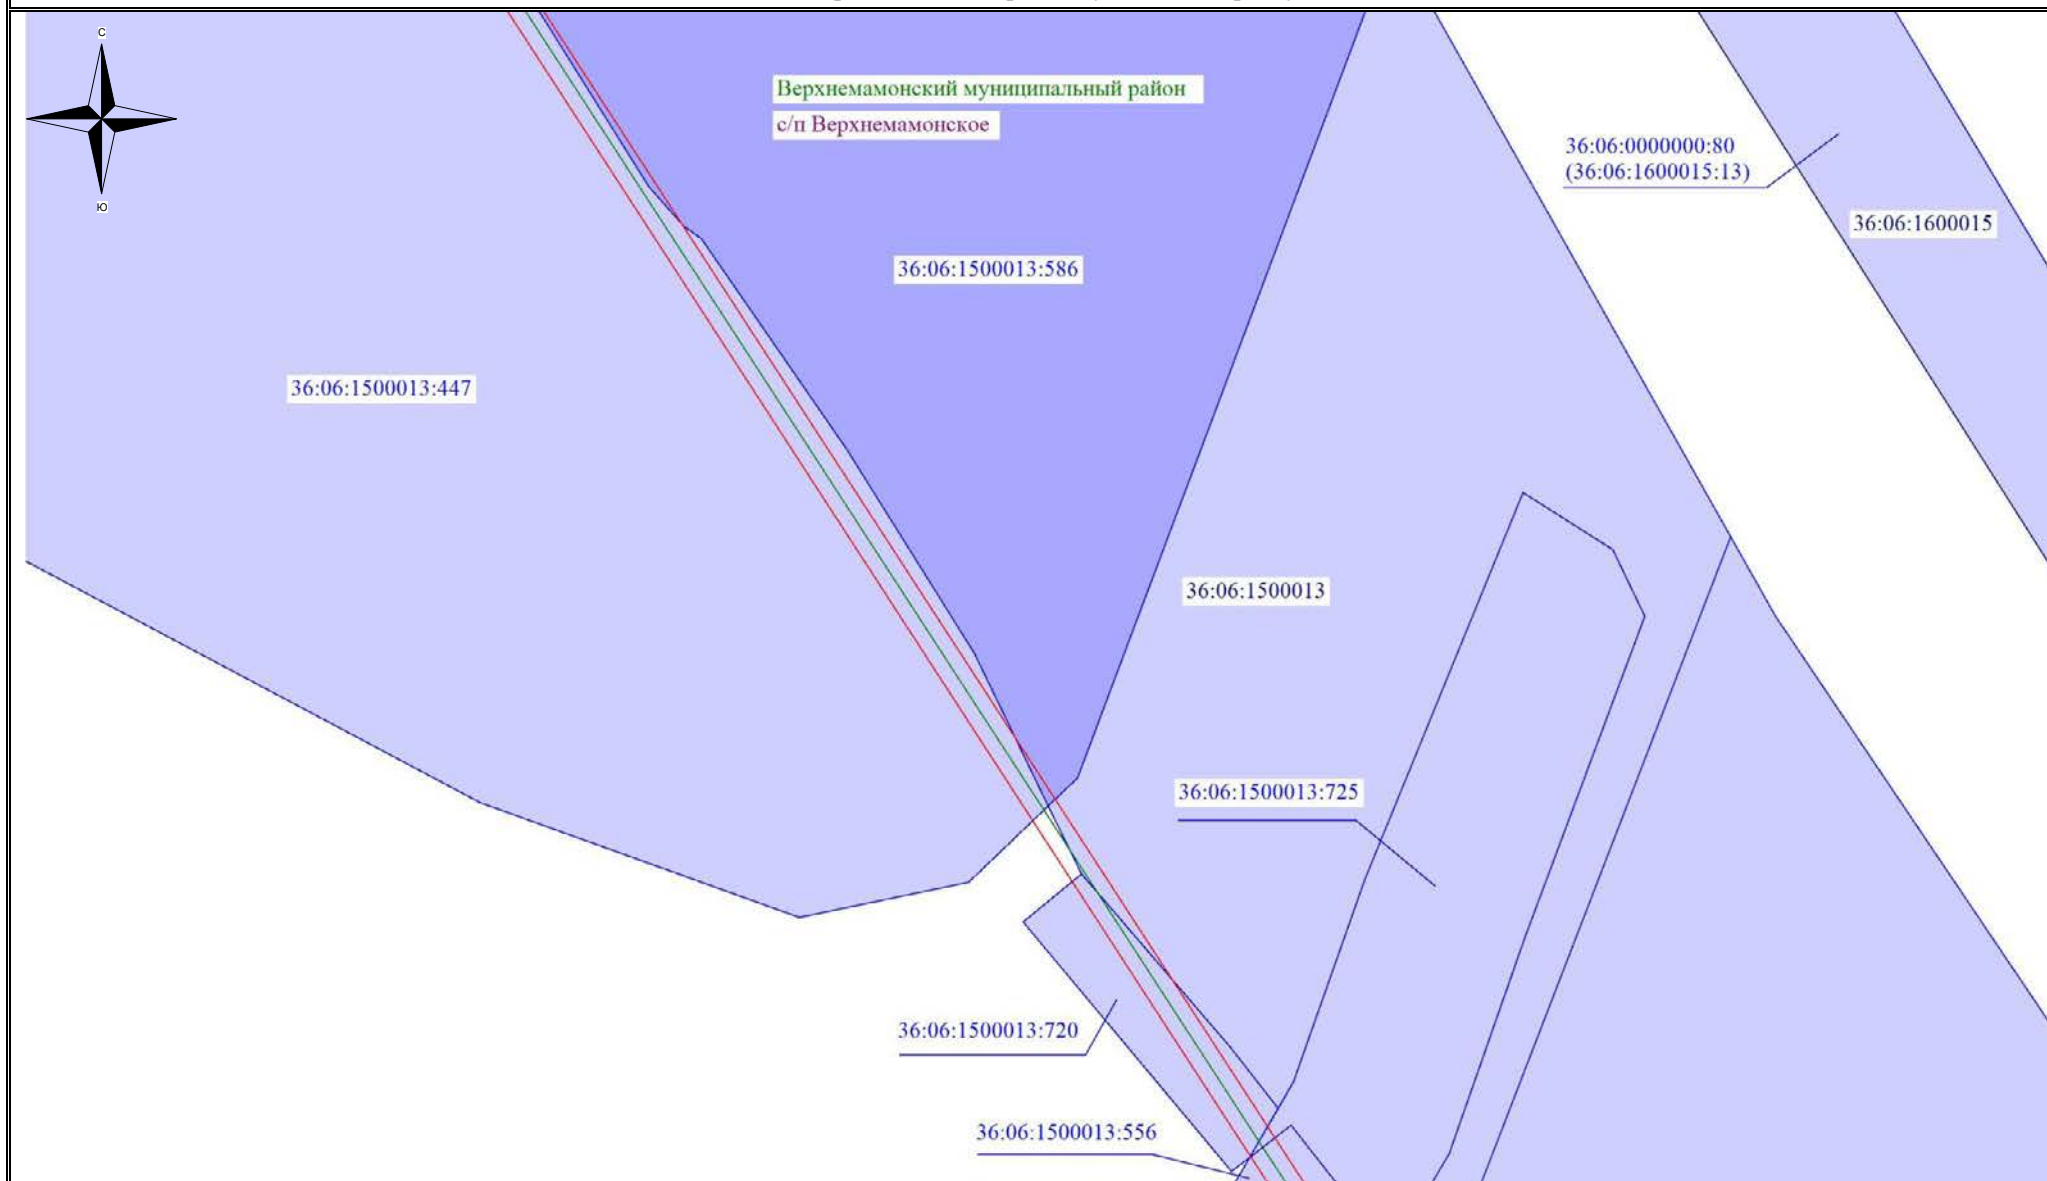 С
Ю
Верхнемамонский муниципальный район
с/п Верхнемамонское
36:06:0000000:80
(36:06:1600015:13)
36:06:1600015
36:06:1500013:586
36:06:1500013:447
36:06:1500013
36:06:1500013:725
36:06:1500013:720
36:06:1500013:556